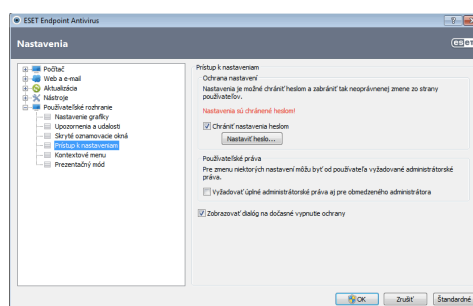 ESET Endpoint Antivirus
Nastavenia
Počítač
Web a e-mail
Aktualizácia
Nástroje
Používateľské rozhranie
Nastavenie grafiky
Upozornenia a udalosti
Skryté oznamovacie okná
Prístup k nastaveniam
Kontextové menu
Prezentačný mód
Prístup k nastaveniam
Ochrana nastavení
Nastavenia je možné chrániť heslom a zabrániť tak neoprávnenej zmene zo strany
používateľov.
Nastavenia sú chránené heslom!
Chrániť nastavenia heslom
Nastaviť heslo...
Používateľské práva
Pre zmenu niektorých nastavení môžu byť od používateľa vyžadované administrátorské
práva.
Vyžadovať úplné administrátorské práva aj pre obmedzeného administrátora
Zobrazovať dialóg na dočasné vypnutie ochrany
OK
Zrušiť
Štandardné